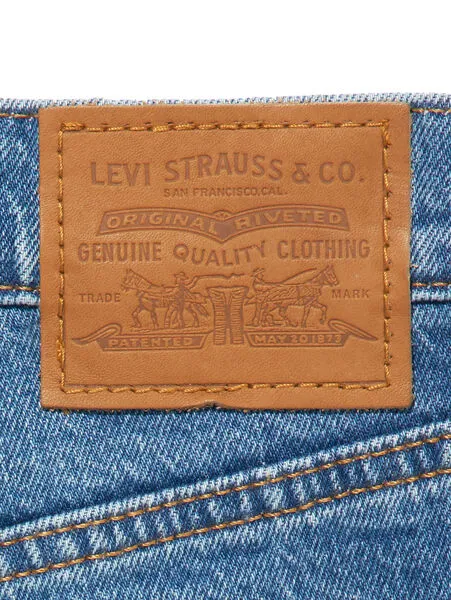 LEVI STRAUSS & CO.
SAN FRANCISCO, CAL.
ORIGINAL RIVETED
GENUINE QUALITY CLOTHING
TRADE MARK
PATENTED MAY 20 1873